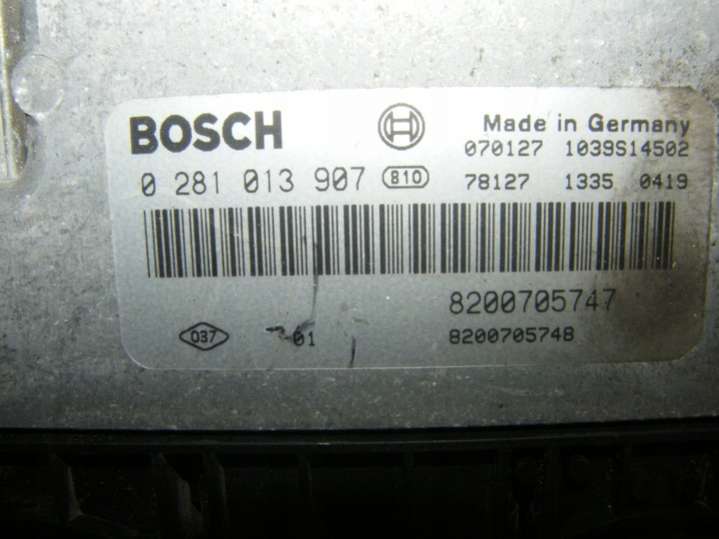 BOSCH
Made in Germany
070127 1039S14502
0 281 013 907 810 78127 1335 0419
8200705747
037 01 8200705748